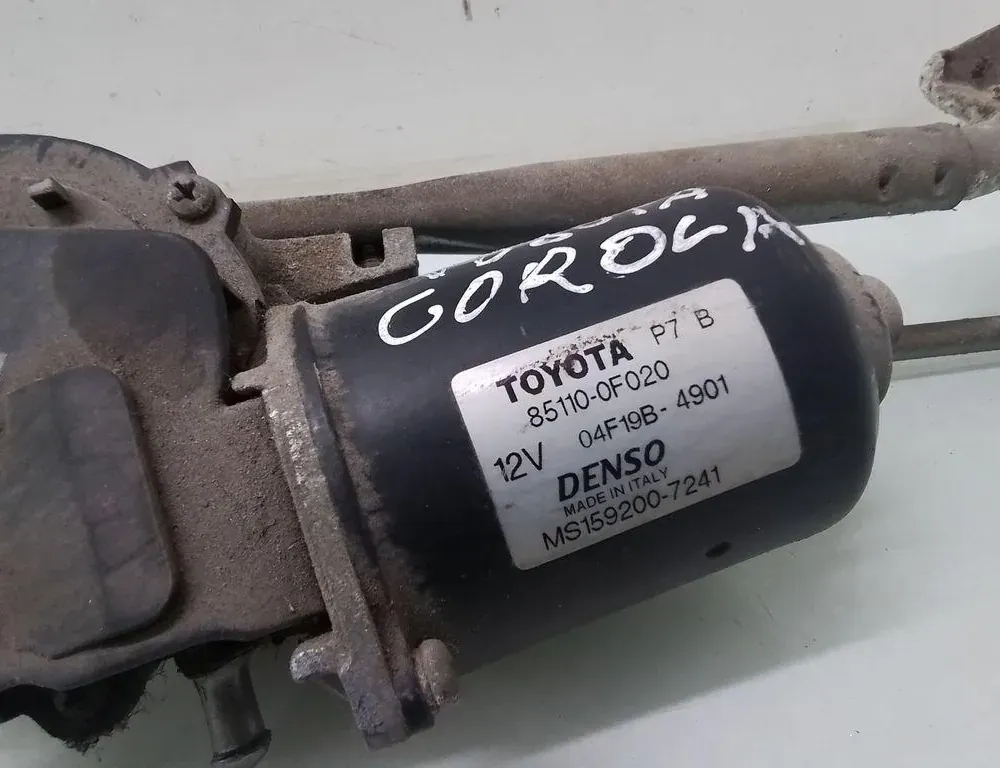 COROLA
TOYOTA P7 B
85110-0F020
12V 04F19B-4901
DENSO
MADE IN ITALY
MS159200-7241